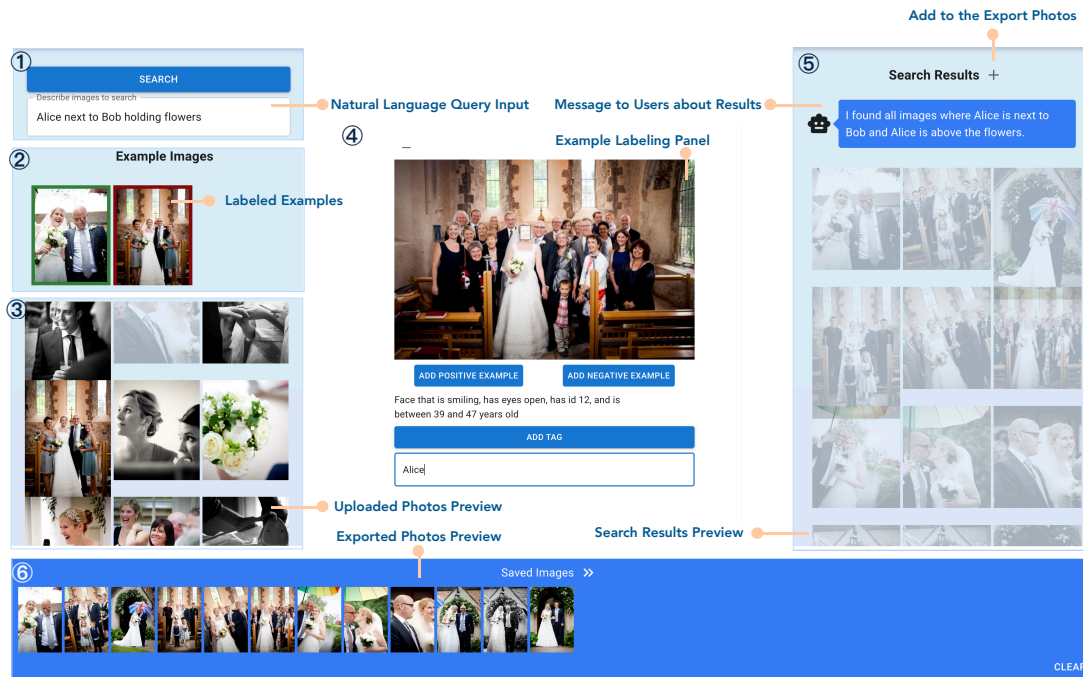 Add to the Export Photos
①
SEARCH
Describe images to search
Alice next to Bob holding flowers
Natural Language Query Input
②
Example Images
Labeled Examples
③
Uploaded Photos Preview
④
Example Labeling Panel
ADD POSITIVE EXAMPLE
ADD NEGATIVE EXAMPLE
Face that is smiling, has eyes open, has id 12, and is
between 39 and 47 years old
ADD TAG
Alice
⑤
Search Results +
Message to Users about Results
I found all images where Alice is next to
Bob and Alice is above the flowers.
Search Results Preview
Exported Photos Preview
⑥
Saved Images »
CLEAR